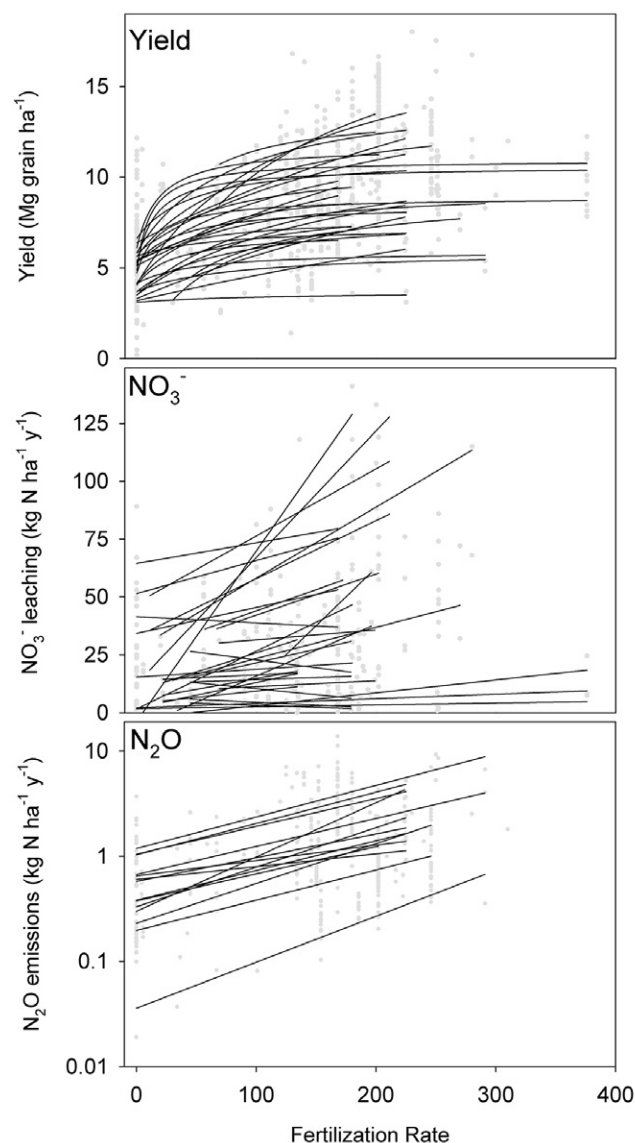 Yield
15
10
5
0
Yield (Mg grain ha⁻¹)
NO₃⁻
125
100
75
50
25
0
NO₃⁻ leaching (kg N ha⁻¹ y⁻¹)
N₂O
10
1
0.1
0.01
N₂O emissions (kg N ha⁻¹ y⁻¹)
0 100 200 300 400
Fertilization Rate